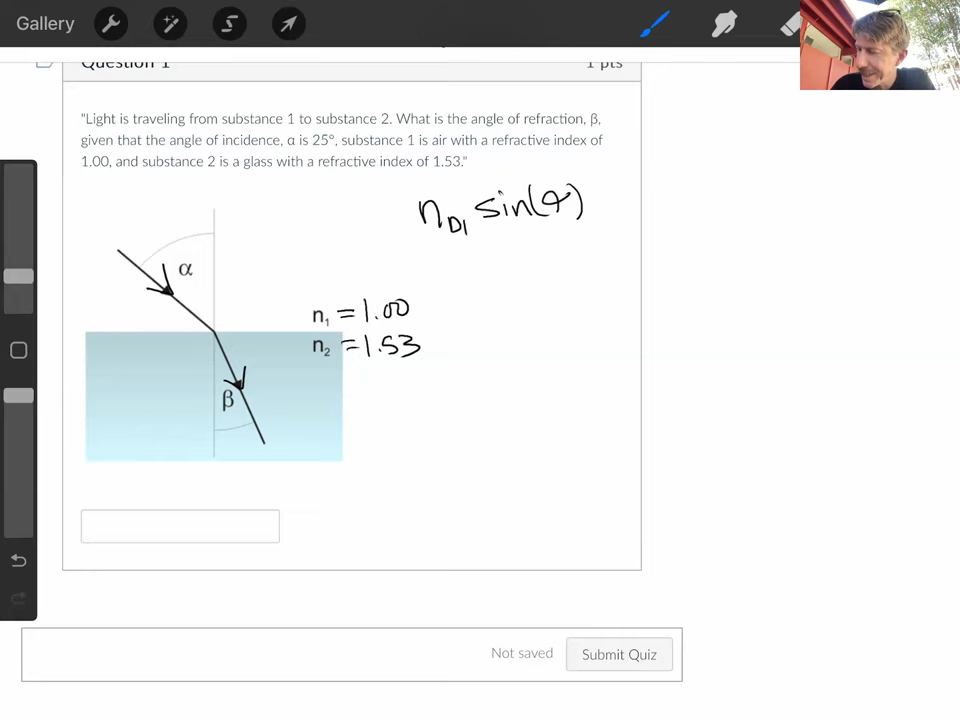 Gallery
Question 1
1 pts
"Light is traveling from substance 1 to substance 2. What is the angle of refraction, β,
given that the angle of incidence, α is 25°, substance 1 is air with a refractive index of
1.00, and substance 2 is a glass with a refractive index of 1.53."
n_D1 sin(α)
α
n₁ = 1.00
n₂ = 1.53
β
Not saved
Submit Quiz